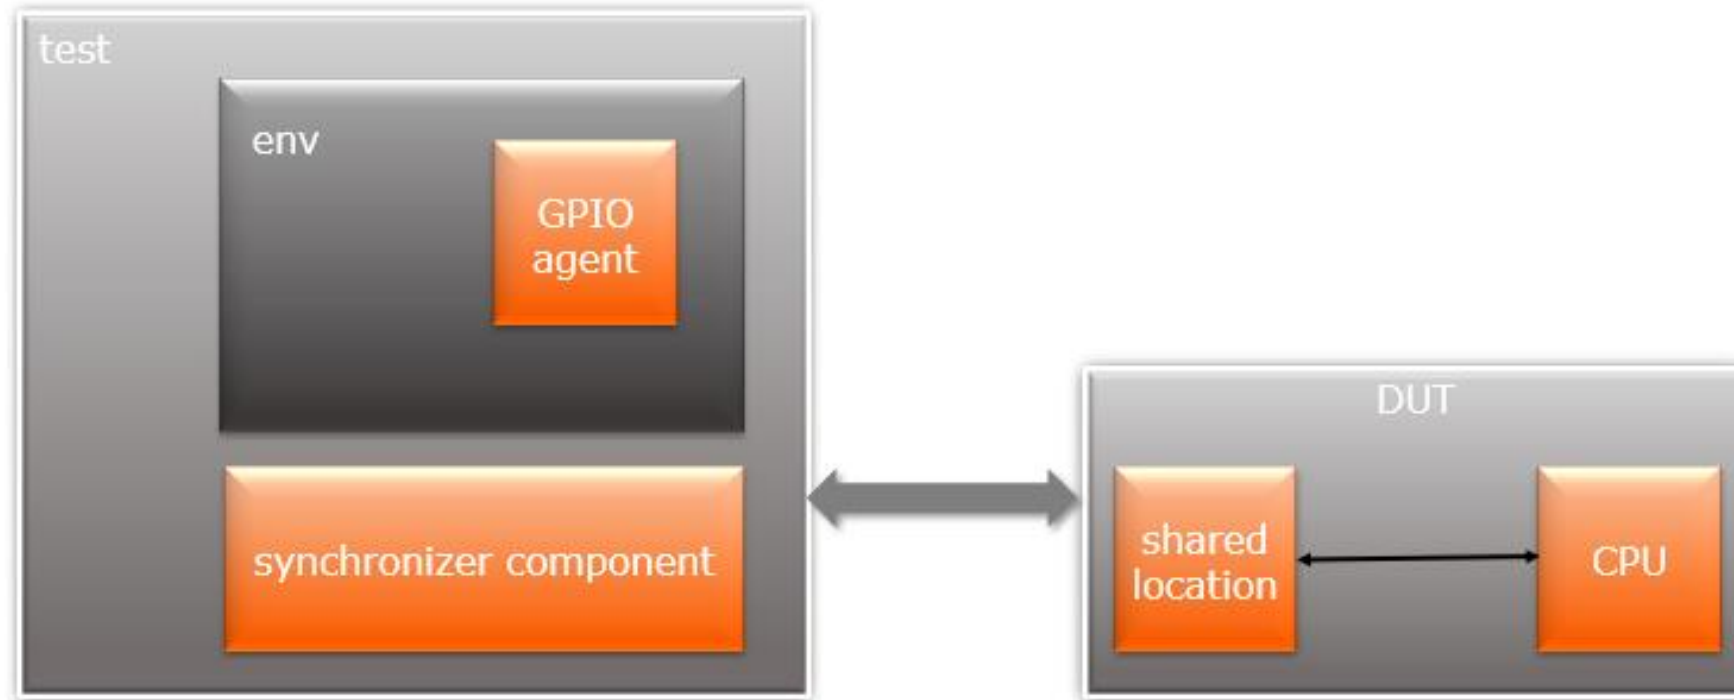 test
env
GPIO
agent
synchronizer component
DUT
shared
location
CPU